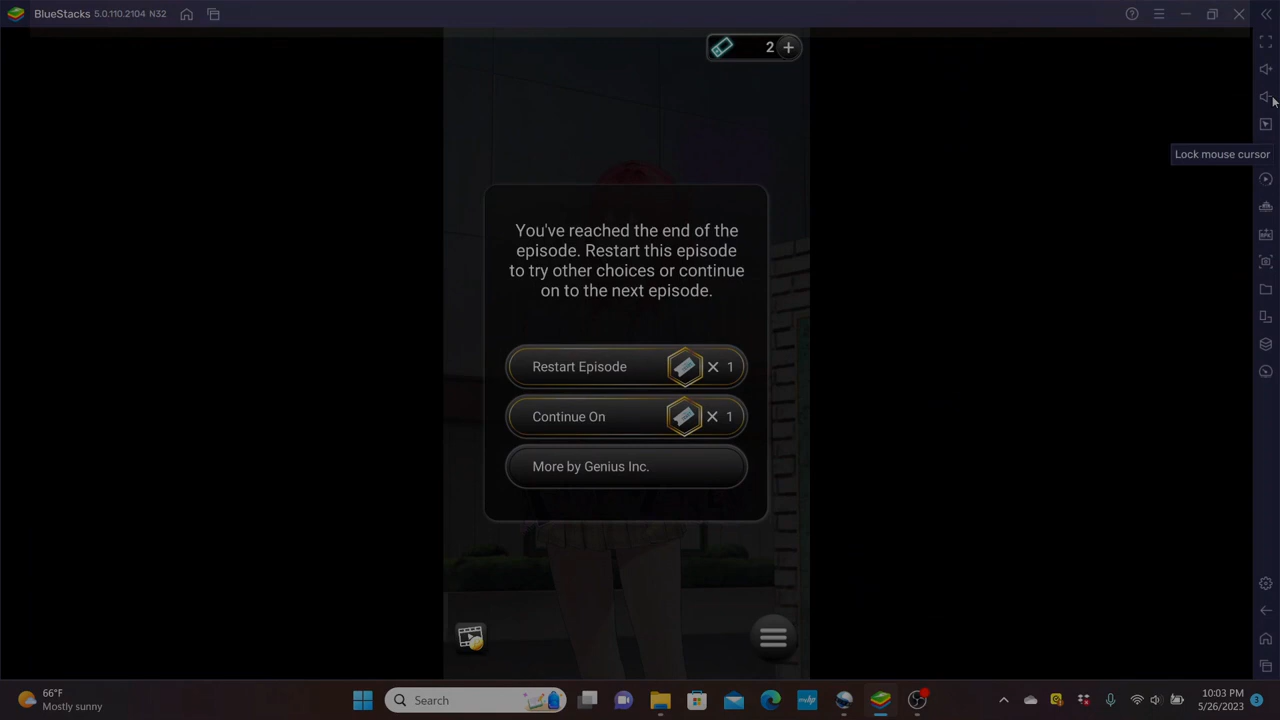 BlueStacks 5.0.110.2104 N32
2
Lock mouse cursor
You've reached the end of the
episode. Restart this episode
to try other choices or continue
on to the next episode.
Restart Episode × 1
Continue On × 1
More by Genius Inc.
66°F
Mostly sunny
Search
10:03 PM
5/26/2023
3